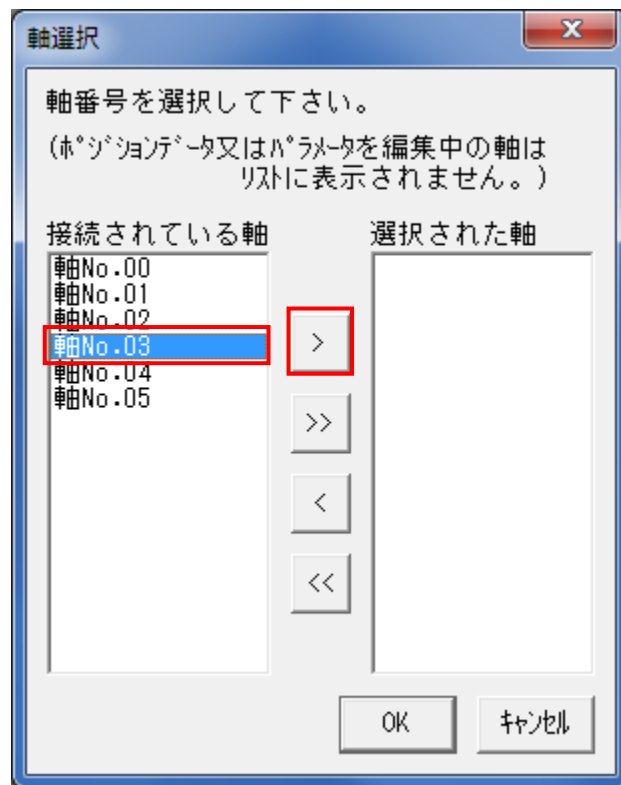 軸選択
軸番号を選択して下さい。
(ﾎﾟｼﾞｼｮﾝﾃﾞｰﾀ又はﾊﾟﾗﾒｰﾀを編集中の軸は
ﾘｽﾄに表示されません。)
接続されている軸
選択された軸
軸No.00
軸No.01
軸No.02
軸No.03
軸No.04
軸No.05
>
>>
<
<<
OK
ｷｬﾝｾﾙ